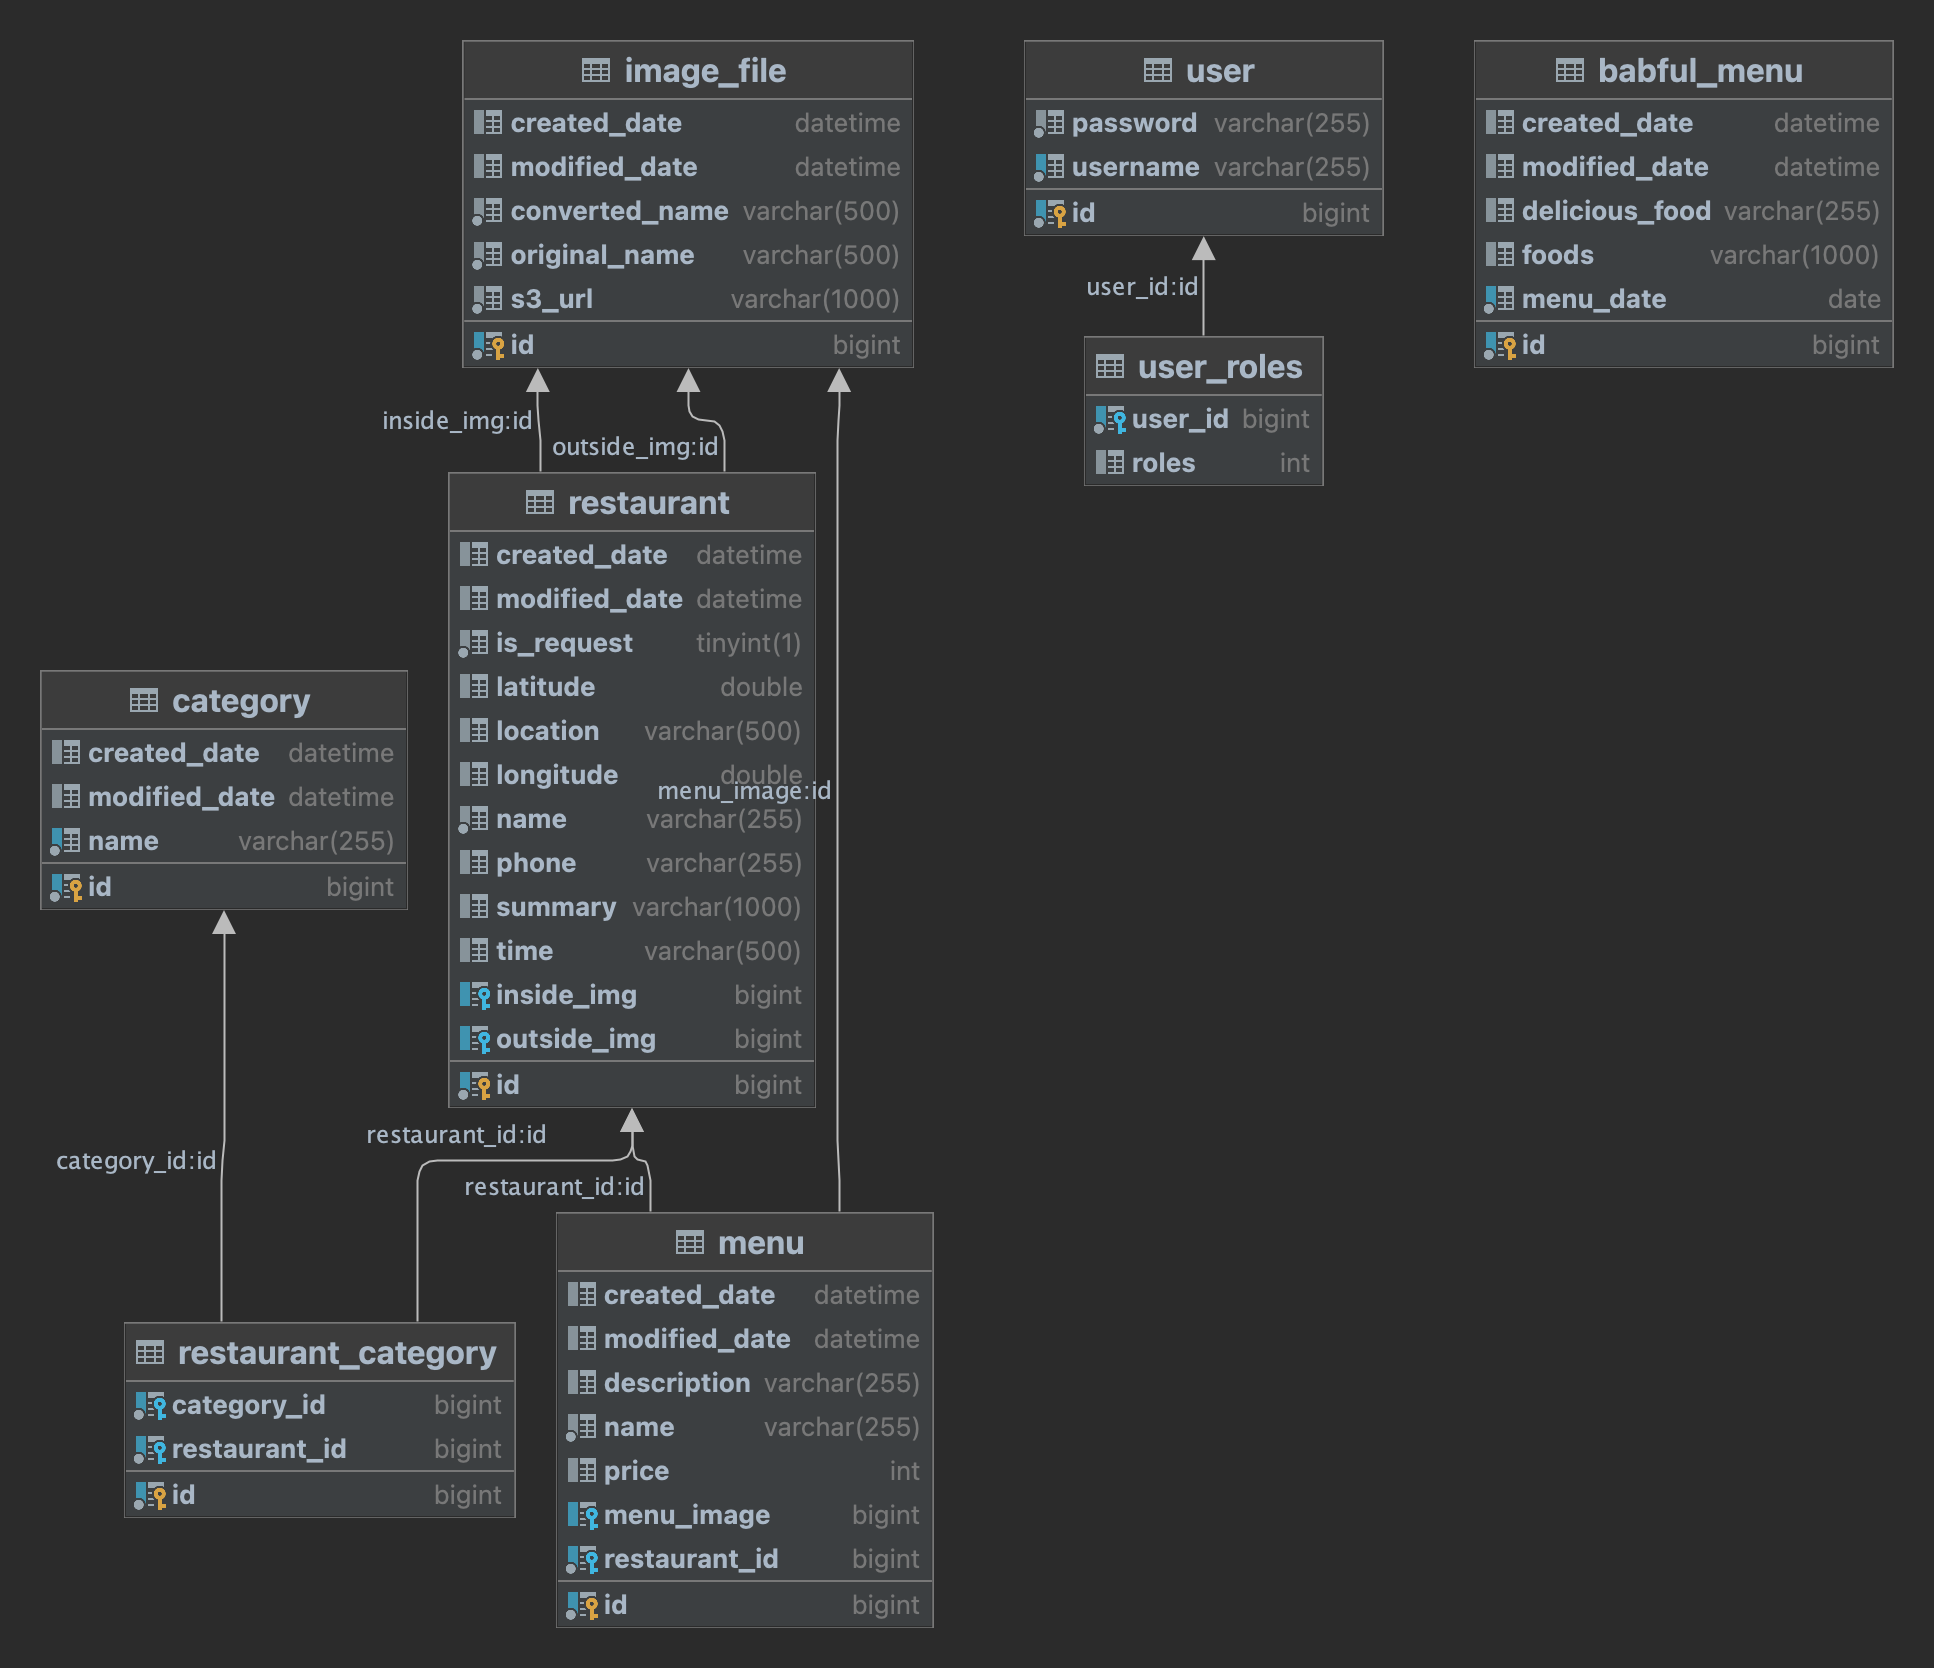 image_file
created_date datetime
modified_date datetime
converted_name varchar(500)
original_name varchar(500)
s3_url varchar(1000)
id bigint
user
password varchar(255)
username varchar(255)
id bigint
user_id:id
user_roles
user_id bigint
roles int
babful_menu
created_date datetime
modified_date datetime
delicious_food varchar(255)
foods varchar(1000)
menu_date date
id bigint
inside_img:id
outside_img:id
restaurant
created_date datetime
modified_date datetime
is_request tinyint(1)
latitude double
location varchar(500)
longitude double
menu_image:id
name varchar(255)
phone varchar(255)
summary varchar(1000)
time varchar(500)
inside_img bigint
outside_img bigint
id bigint
category
created_date datetime
modified_date datetime
name varchar(255)
id bigint
restaurant_id:id
category_id:id
restaurant_id:id
restaurant_category
category_id bigint
restaurant_id bigint
id bigint
menu
created_date datetime
modified_date datetime
description varchar(255)
name varchar(255)
price int
menu_image bigint
restaurant_id bigint
id bigint